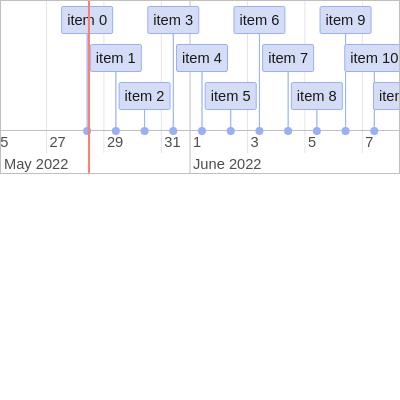 item 0 item 3 item 6 item 9
item 1 item 4 item 7 item 10
item 2 item 5 item 8
5 27 29 31 1 3 5 7
May 2022 June 2022